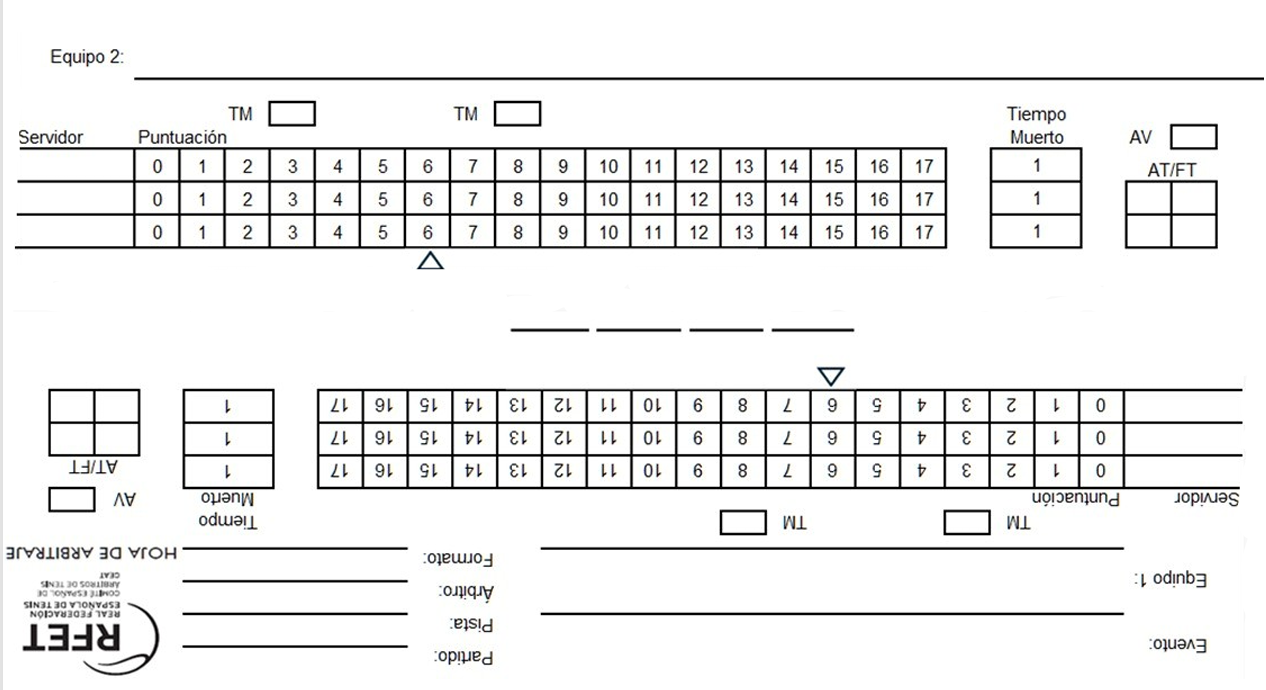 Equipo 2:
TM TM Tiempo
Servidor Puntuación Muerto AV
0 1 2 3 4 5 6 7 8 9 10 11 12 13 14 15 16 17 1 AT/FT
0 1 2 3 4 5 6 7 8 9 10 11 12 13 14 15 16 17 1
0 1 2 3 4 5 6 7 8 9 10 11 12 13 14 15 16 17 1
Evento: Partido: RFET
REAL FEDERACIÓN
ESPAÑOLA DE TENIS
COMITÉ ESPAÑOL DE
ÁRBITROS DE TENIS
CEAT
Pista:
Equipo 1: Árbitro:
Formato: HOJA DE ARBITRAJE
TM TM Tiempo
Servidor Puntuación Muerto AV
0 1 2 3 4 5 6 7 8 9 10 11 12 13 14 15 16 17 1 AT/FT
0 1 2 3 4 5 6 7 8 9 10 11 12 13 14 15 16 17 1
0 1 2 3 4 5 6 7 8 9 10 11 12 13 14 15 16 17 1